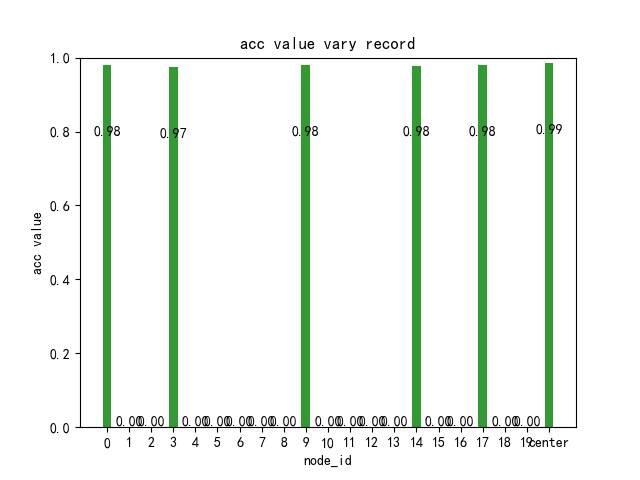 acc value vary record
1.0
0.8
0.6
0.4
0.2
0.0
acc value
0.98 0.97 0.98 0.98 0.98 0.99
0.00 0.00 0.00 0.00 0.00 0.00 0.00 0.00 0.00 0.00 0.00 0.00 0.00 0.00 0.00
0 1 2 3 4 5 6 7 8 9 10 11 12 13 14 15 16 17 18 19 center
node_id